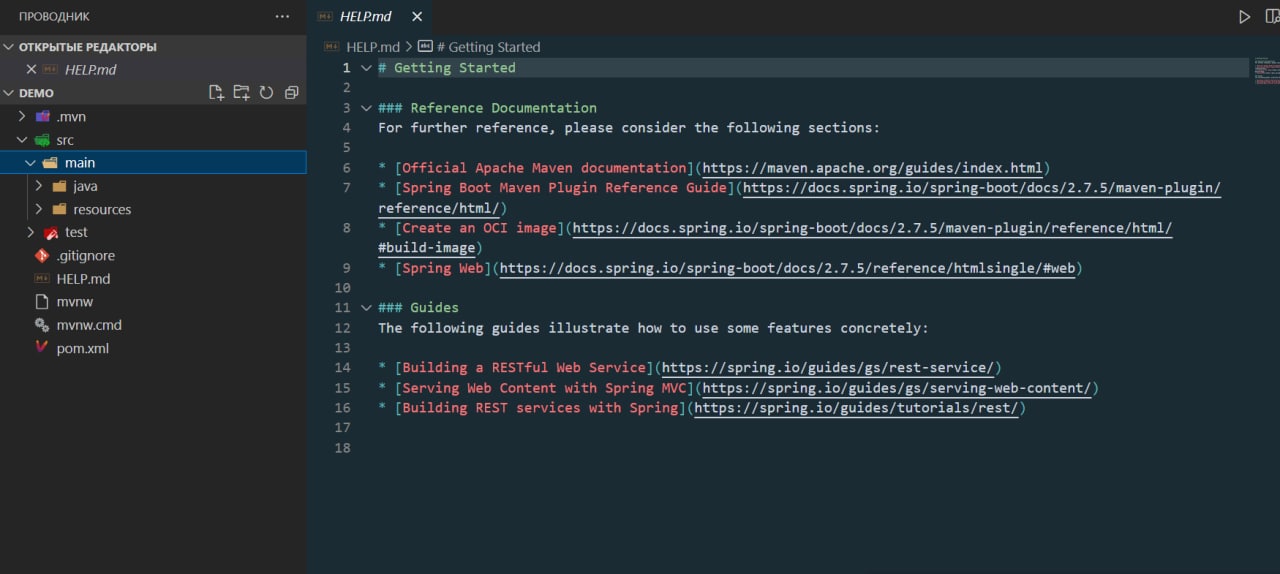 ПРОВОДНИК
ОТКРЫТЫЕ РЕДАКТОРЫ
HELP.md
DEMO
.mvn
src
main
java
resources
test
.gitignore
HELP.md
mvnw
mvnw.cmd
pom.xml
HELP.md
HELP.md > # Getting Started
1 # Getting Started
2
3 ### Reference Documentation
4 For further reference, please consider the following sections:
5
6 * [Official Apache Maven documentation](https://maven.apache.org/guides/index.html)
7 * [Spring Boot Maven Plugin Reference Guide](https://docs.spring.io/spring-boot/docs/2.7.5/maven-plugin/
reference/html/)
8 * [Create an OCI image](https://docs.spring.io/spring-boot/docs/2.7.5/maven-plugin/reference/html/
#build-image)
9 * [Spring Web](https://docs.spring.io/spring-boot/docs/2.7.5/reference/htmlsingle/#web)
10
11 ### Guides
12 The following guides illustrate how to use some features concretely:
13
14 * [Building a RESTful Web Service](https://spring.io/guides/gs/rest-service/)
15 * [Serving Web Content with Spring MVC](https://spring.io/guides/gs/serving-web-content/)
16 * [Building REST services with Spring](https://spring.io/guides/tutorials/rest/)
17
18